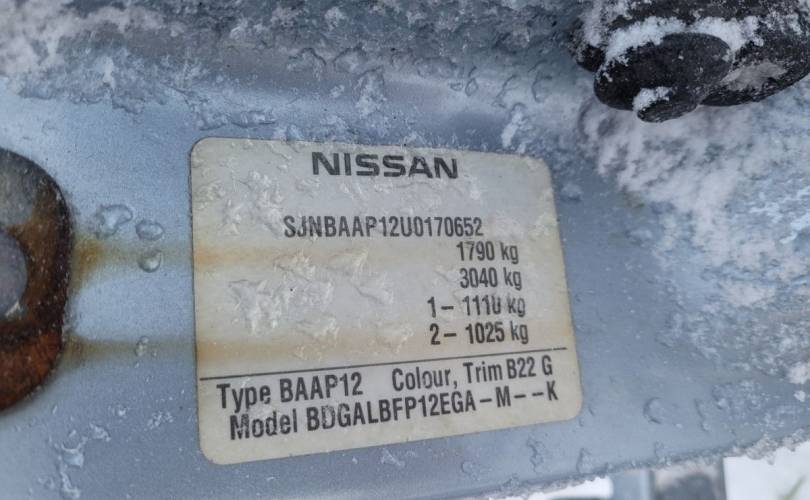 NISSAN
SJNBAAP12U0170652
1790 kg
3040 kg
1 – 1110 kg
2 – 1025 kg
Type BAAP12 Colour, Trim B22 G
Model BDGALBFP12EGA – M – – K